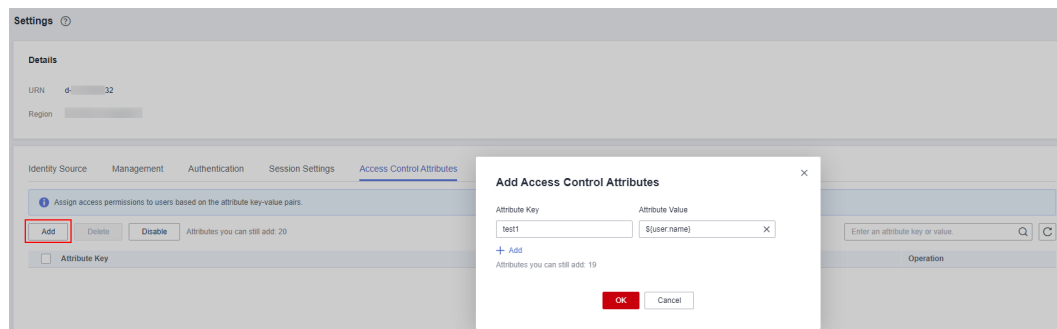 Settings
Details
URN d- 32
Region
Identity Source Management Authentication Session Settings Access Control Attributes
Assign access permissions to users based on the attribute key-value pairs.
Add Delete Disable Attributes you can still add: 20 Enter an attribute key or value.
Attribute Key Operation
Add Access Control Attributes
Attribute Key Attribute Value
test1 ${user:name}
+ Add
Attributes you can still add: 19
OK Cancel